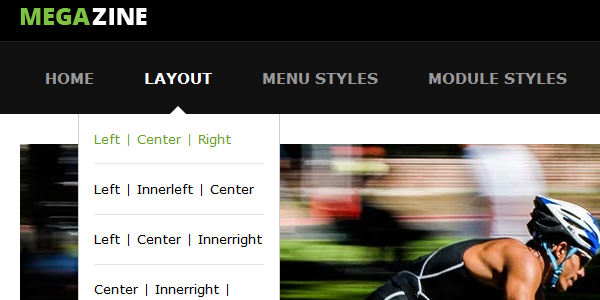 MEGAZINE
HOME LAYOUT MENU STYLES MODULE STYLES
Left | Center | Right
Left | Innerleft | Center
Left | Center | Innerright
Center | Innerright |